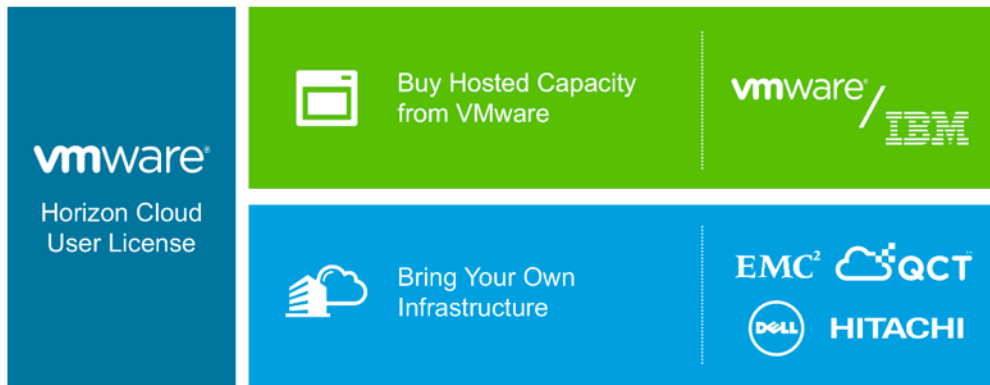 vmware®
Horizon Cloud
User License
Buy Hosted Capacity
from VMware
vmware®/
IBM
Bring Your Own
Infrastructure
EMC² QCT
DELL HITACHI